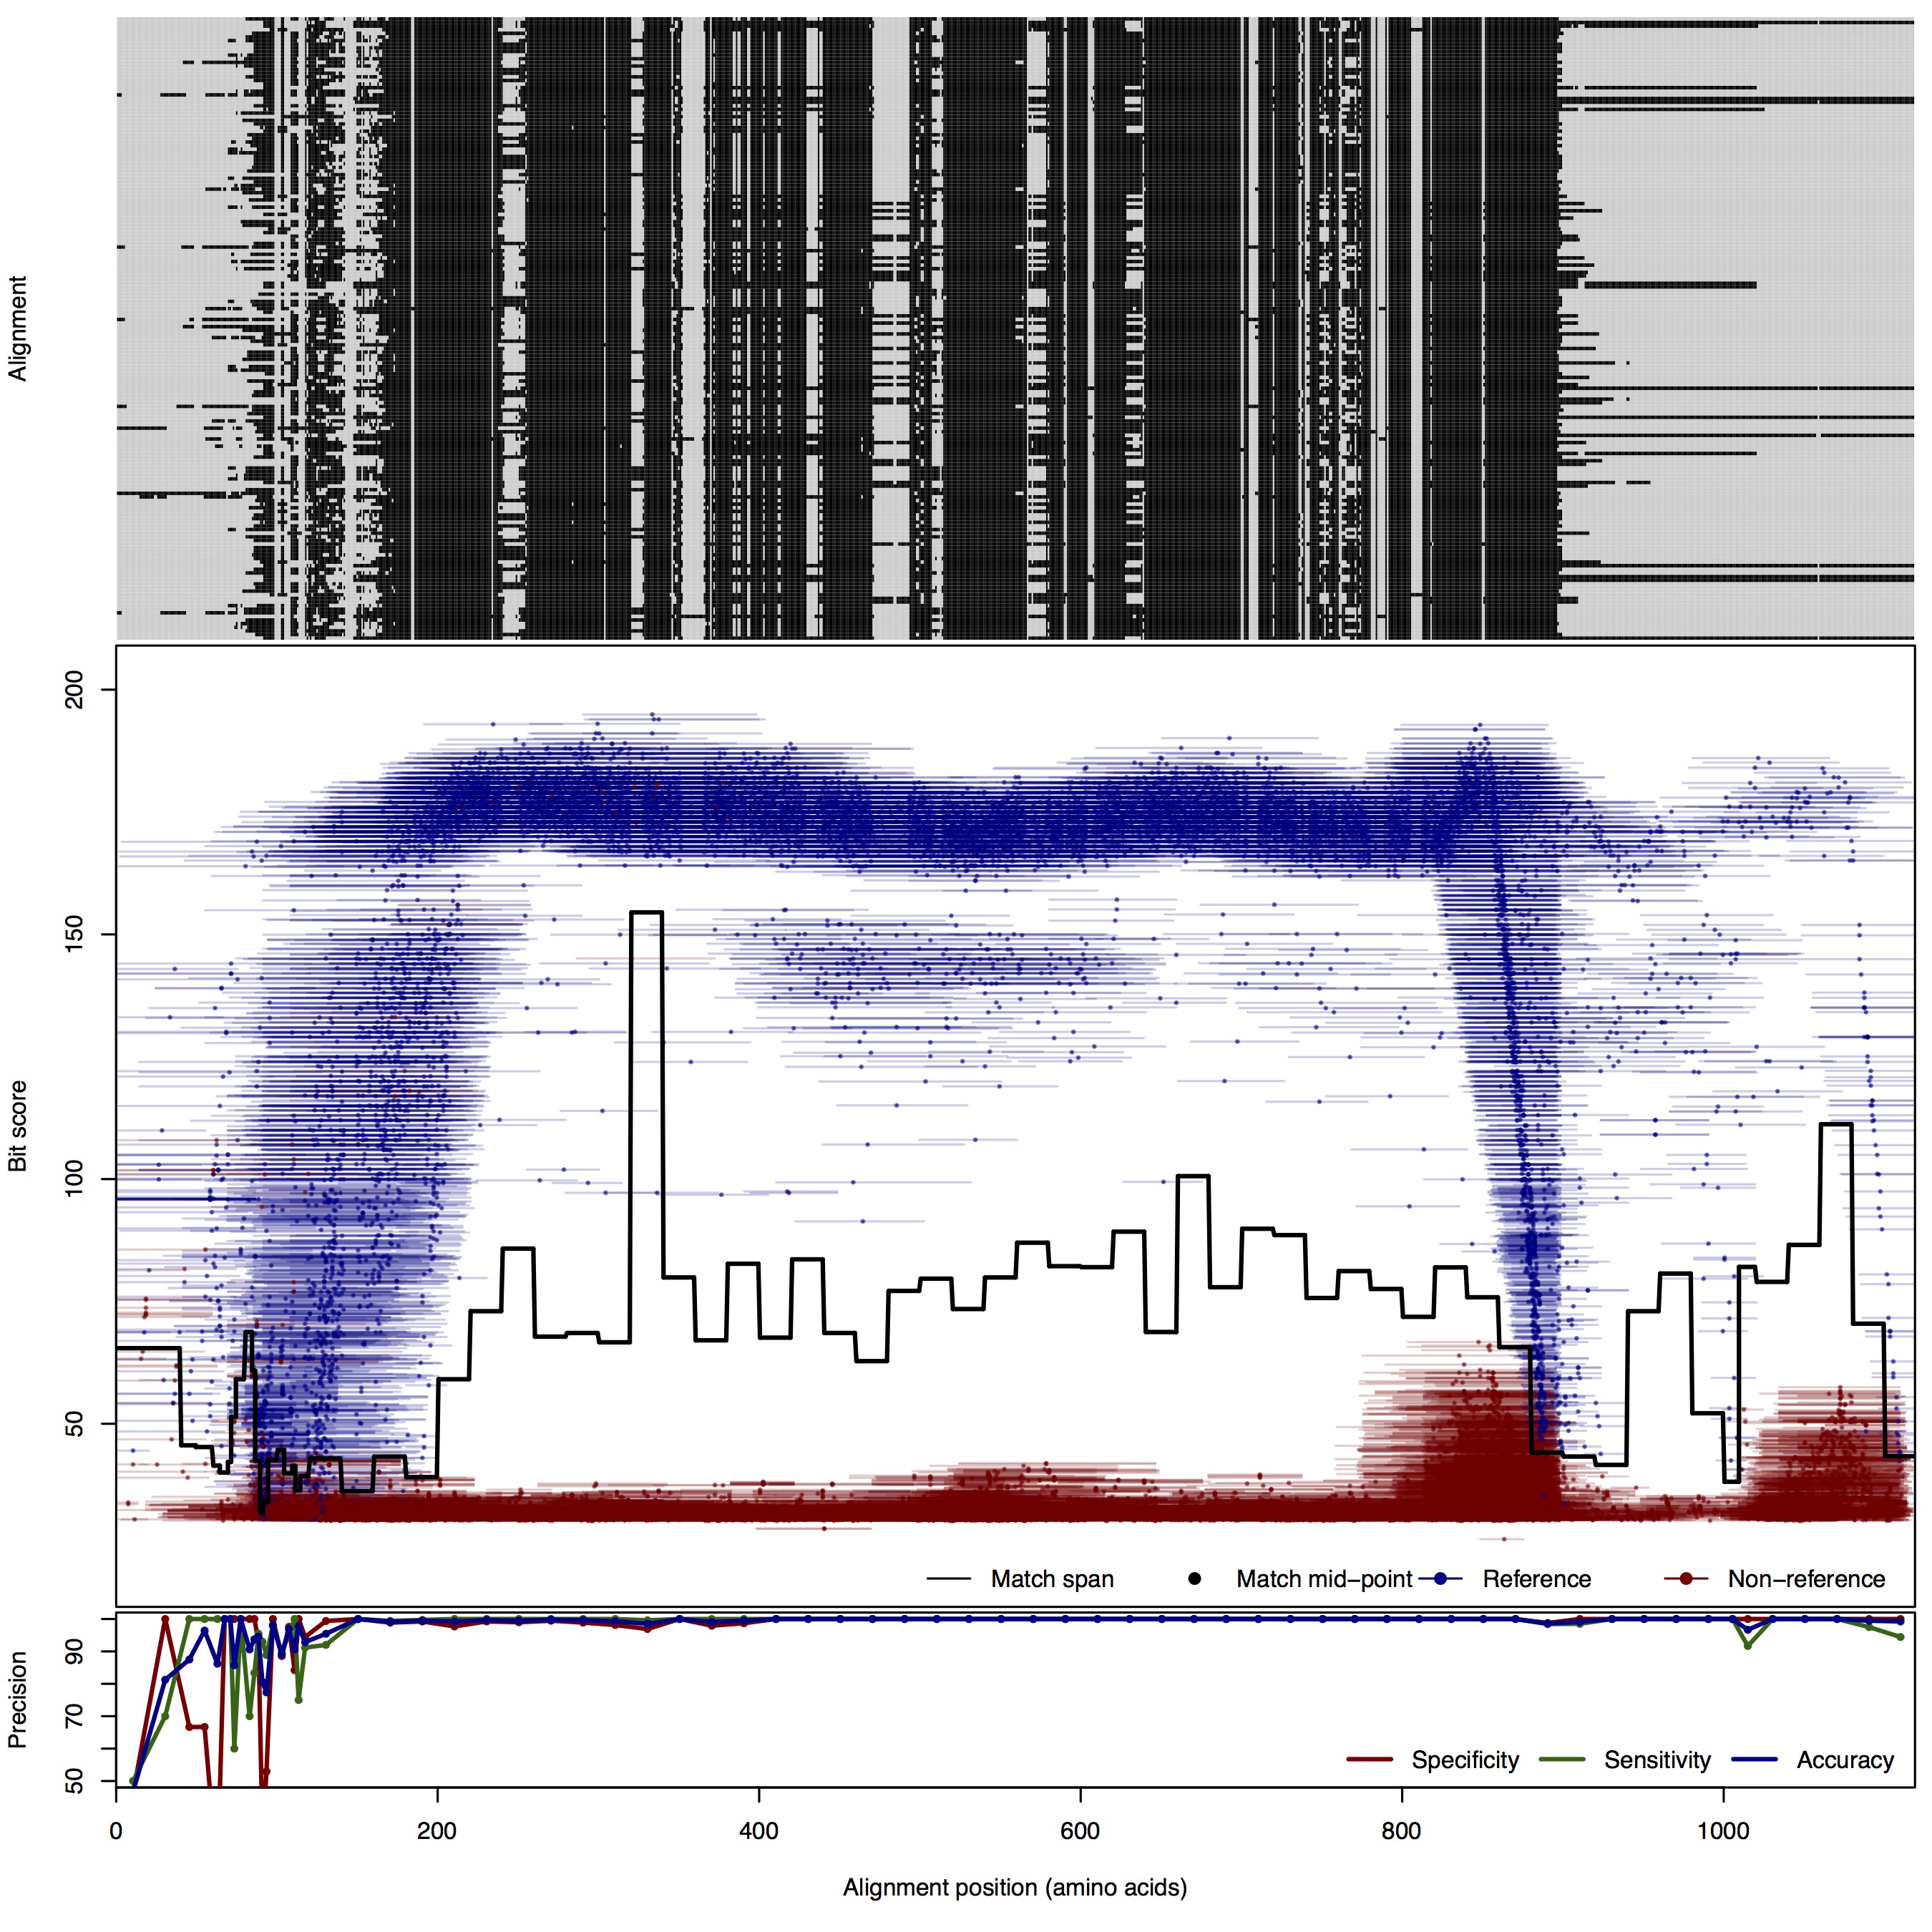 Alignment
200
150
100
50
Bit score
Match span
Match mid−point
Reference
Non−reference
90
70
50
Precision
Specificity
Sensitivity
Accuracy
0
200
400
600
800
1000
Alignment position (amino acids)